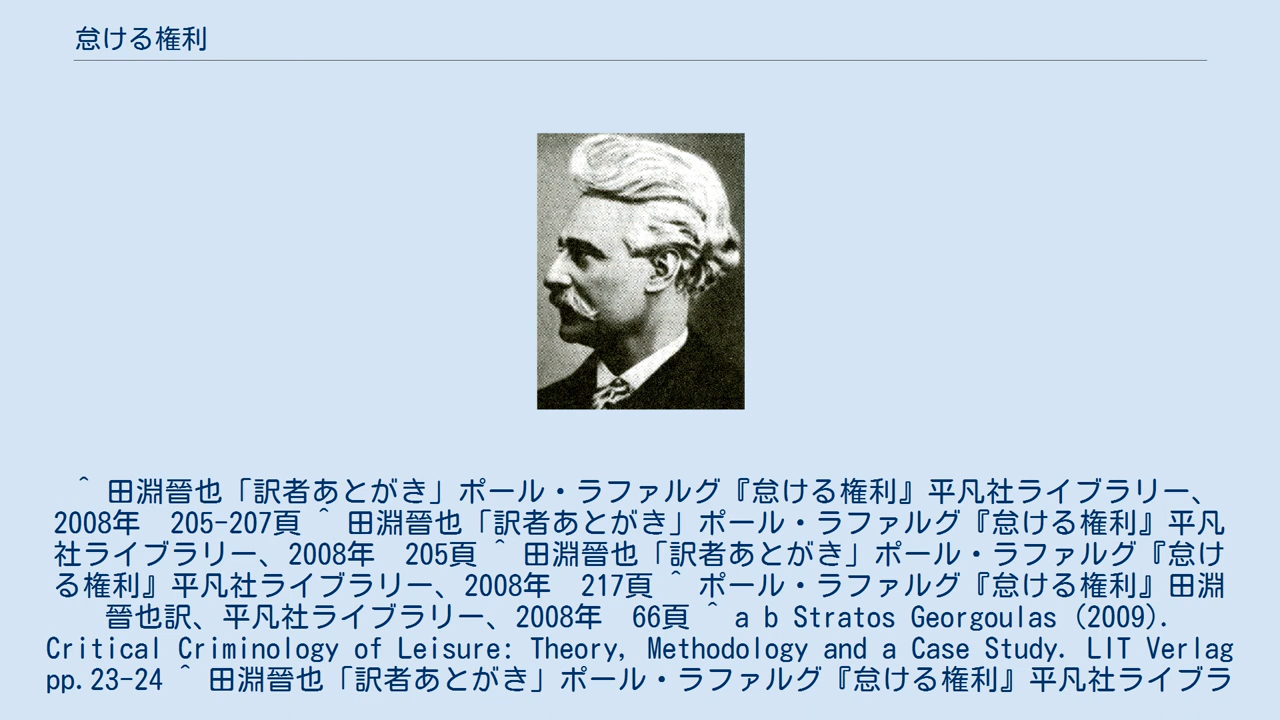 怠ける権利
^ 田淵晉也「訳者あとがき」ポール・ラファルグ『怠ける権利』平凡社ライブラリー、
2008年　205-207頁 ^ 田淵晉也「訳者あとがき」ポール・ラファルグ『怠ける権利』平凡
社ライブラリー、2008年　205頁 ^ 田淵晉也「訳者あとがき」ポール・ラファルグ『怠け
る権利』平凡社ライブラリー、2008年　217頁 ^ ポール・ラファルグ『怠ける権利』田淵
晉也訳、平凡社ライブラリー、2008年　66頁 ^ a b Stratos Georgoulas (2009).
Critical Criminology of Leisure: Theory, Methodology and a Case Study. LIT Verlag
pp.23-24 ^ 田淵晉也「訳者あとがき」ポール・ラファルグ『怠ける権利』平凡社ライブラ